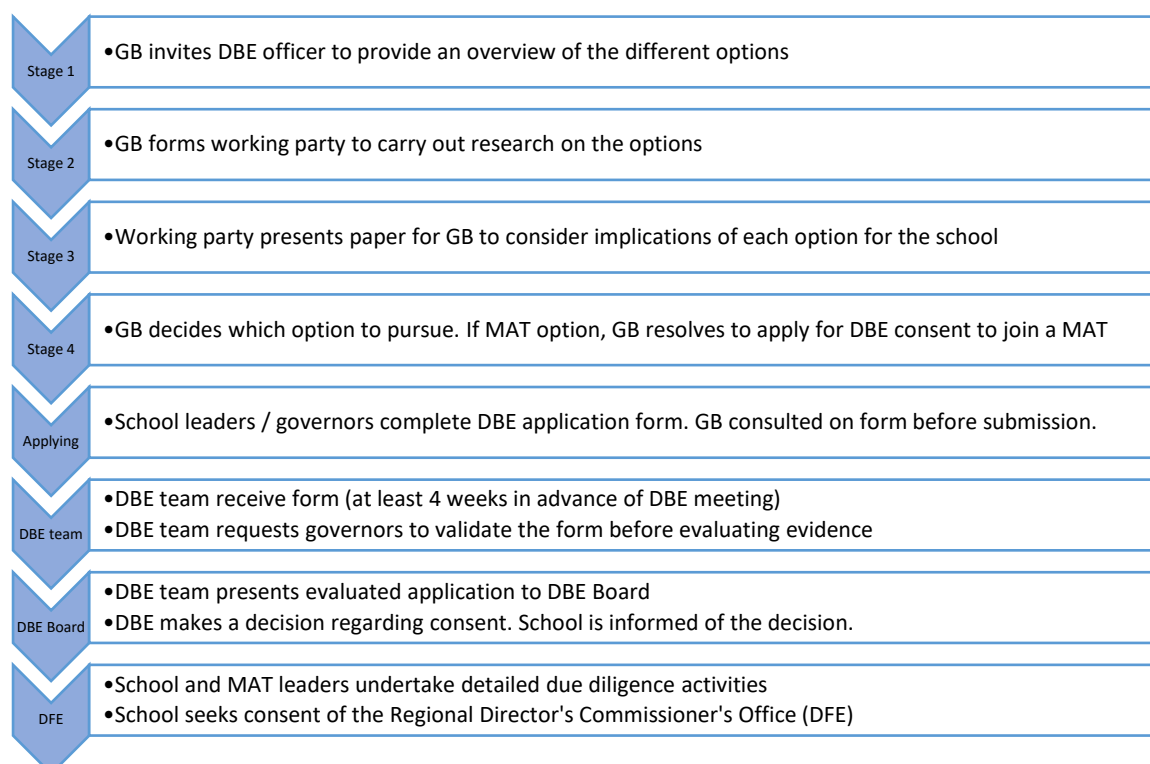 Stage 1
•GB invites DBE officer to provide an overview of the different options
Stage 2
•GB forms working party to carry out research on the options
Stage 3
•Working party presents paper for GB to consider implications of each option for the school
Stage 4
•GB decides which option to pursue. If MAT option, GB resolves to apply for DBE consent to join a MAT
Applying
•School leaders / governors complete DBE application form. GB consulted on form before submission.
DBE team
•DBE team receive form (at least 4 weeks in advance of DBE meeting)
•DBE team requests governors to validate the form before evaluating evidence
DBE Board
•DBE team presents evaluated application to DBE Board
•DBE makes a decision regarding consent. School is informed of the decision.
DFE
•School and MAT leaders undertake detailed due diligence activities
•School seeks consent of the Regional Director's Commissioner's Office (DFE)